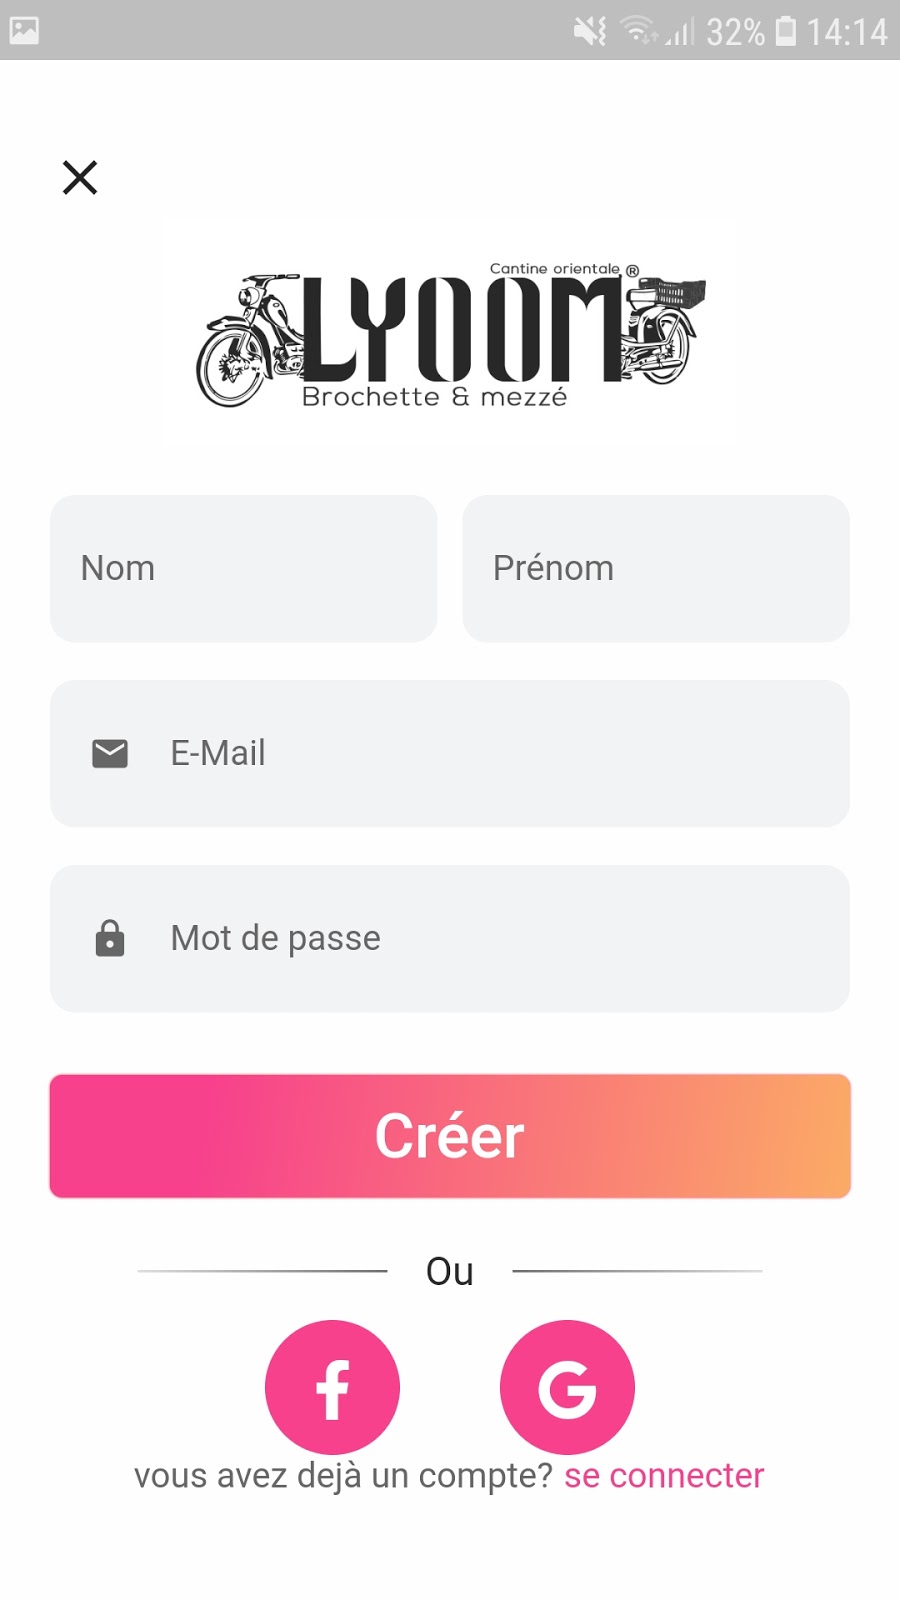 32% 14:14
Cantine orientale ®
LYOOM
Brochette & mezzé
Nom
Prénom
E-Mail
Mot de passe
Créer
Ou
f
G
vous avez dejà un compte? se connecter